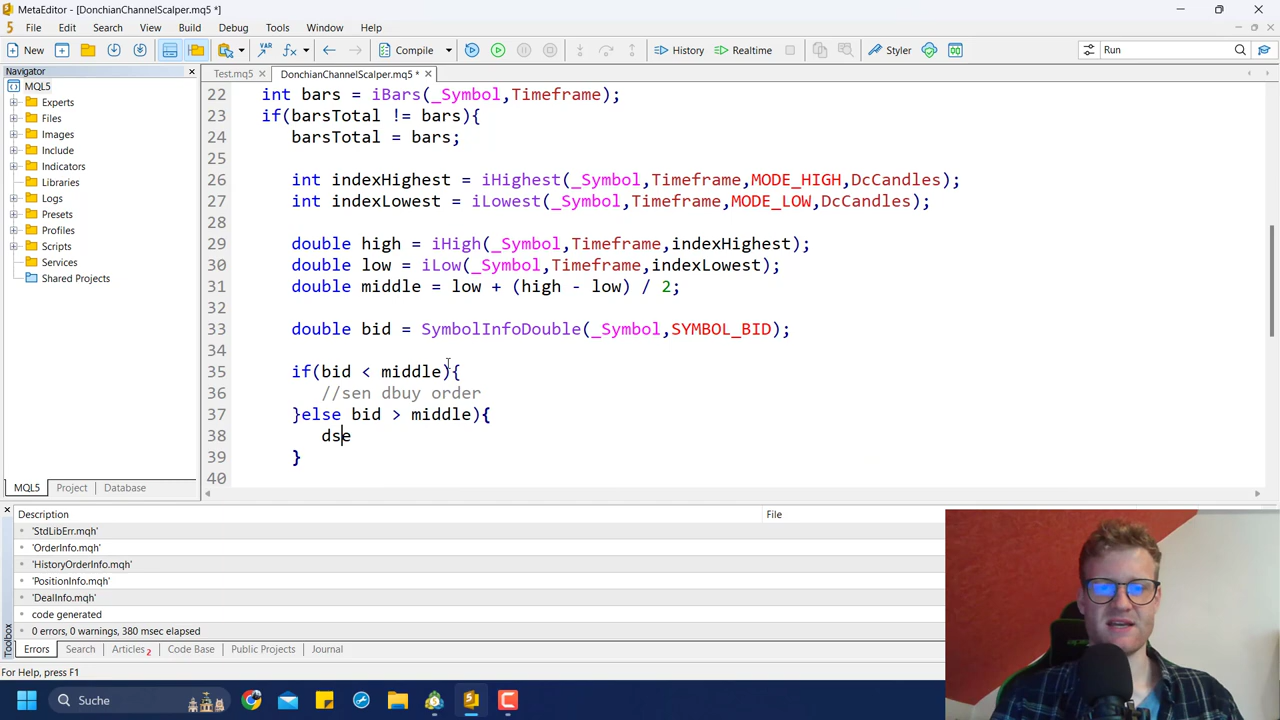 MetaEditor - [DonchianChannelScalper.mq5 *]
File Edit Search View Build Debug Tools Window Help
New Compile History Realtime Styler Run
Navigator
Test.mq5 DonchianChannelScalper.mq5 *
MQL5
Experts
Files
Images
Include
Indicators
Libraries
Logs
Presets
Profiles
Scripts
Services
Shared Projects
MQL5 Project Database
22 int bars = iBars(_Symbol,Timeframe);
23 if(barsTotal != bars){
24 barsTotal = bars;
25
26 int indexHighest = iHighest(_Symbol,Timeframe,MODE_HIGH,DcCandles);
27 int indexLowest = iLowest(_Symbol,Timeframe,MODE_LOW,DcCandles);
28
29 double high = iHigh(_Symbol,Timeframe,indexHighest);
30 double low = iLow(_Symbol,Timeframe,indexLowest);
31 double middle = low + (high - low) / 2;
32
33 double bid = SymbolInfoDouble(_Symbol,SYMBOL_BID);
34
35 if(bid < middle){
36 //sen dbuy order
37 }else bid > middle){
38 dse
39 }
40
Description File
'StdLibErr.mqh'
'OrderInfo.mqh'
'HistoryOrderInfo.mqh'
'PositionInfo.mqh'
'DealInfo.mqh'
code generated
0 errors, 0 warnings, 380 msec elapsed
Toolbox
Errors Search Articles 2 Code Base Public Projects Journal
For Help, press F1
Suche